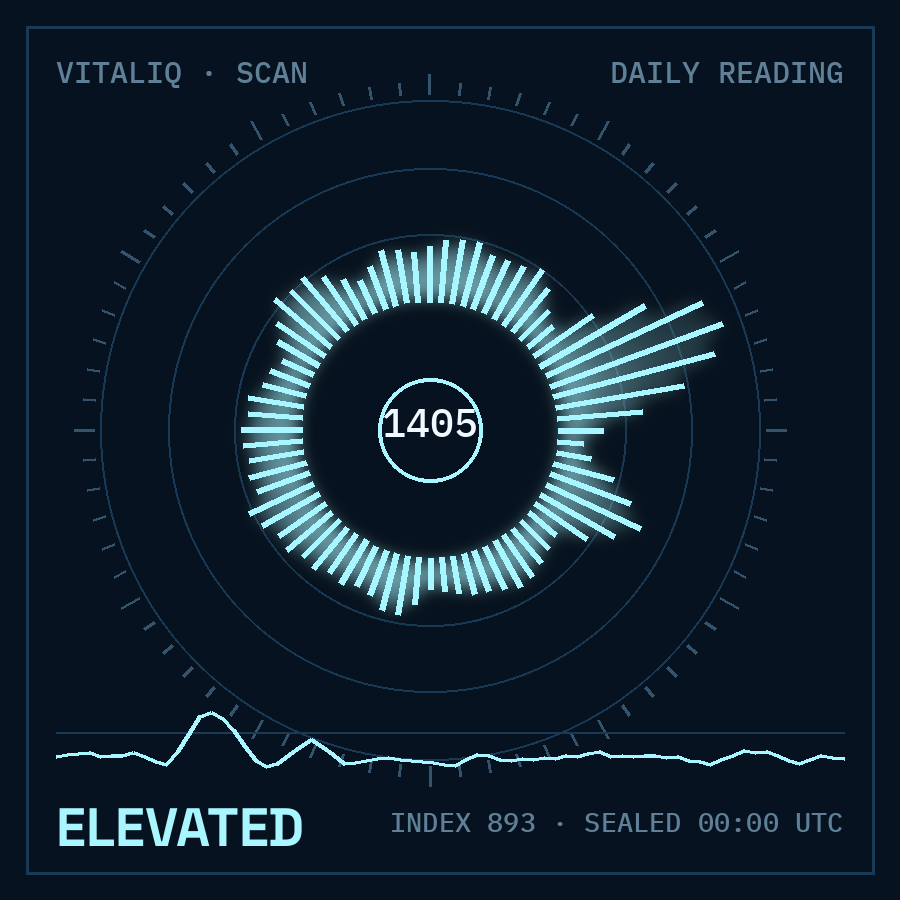 VITALIQ · SCAN
DAILY READING
1405
ELEVATED
INDEX 893 · SEALED 00:00 UTC